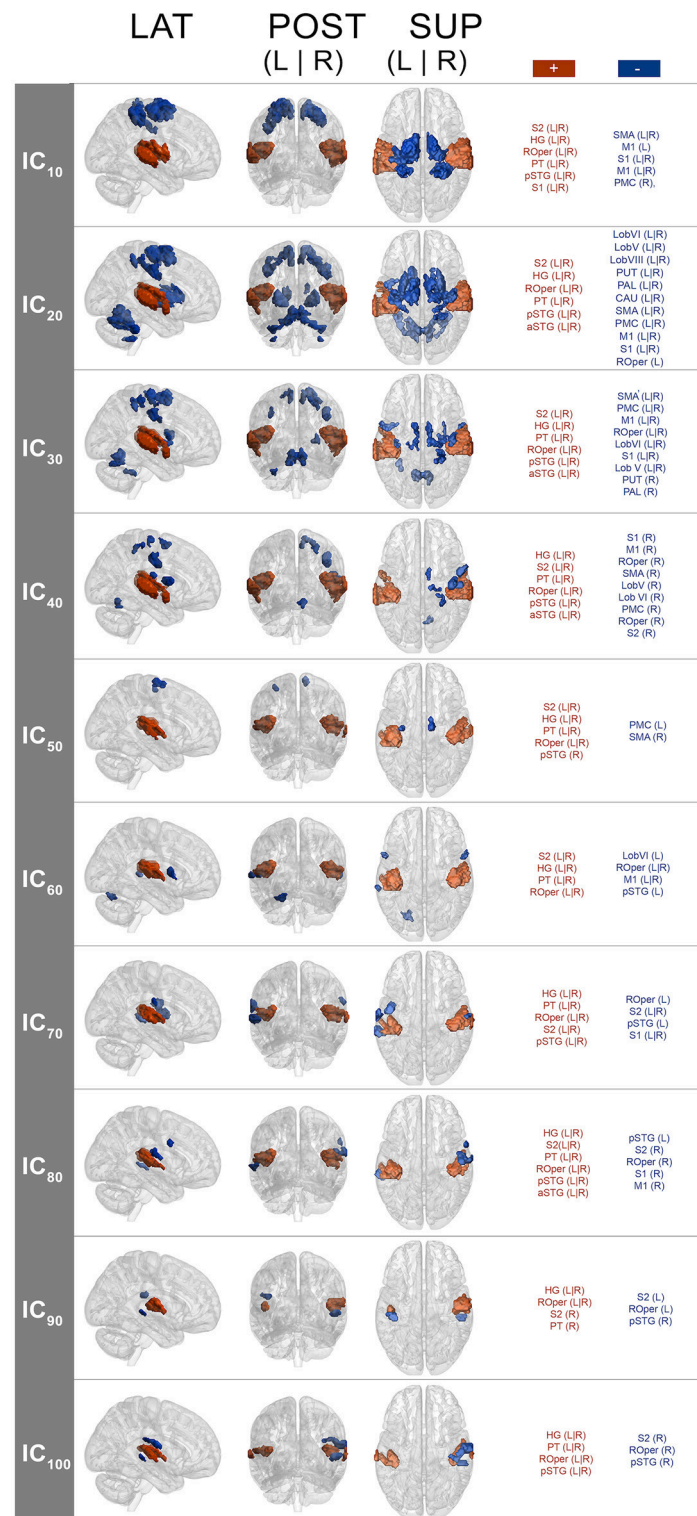 LAT POST SUP
(L | R) (L | R) + -
IC10
S2 (L|R)
HG (L|R)
ROper (L|R)
PT (L|R)
pSTG (L|R)
S1 (L|R)
SMA (L|R)
M1 (L)
S1 (L|R)
M1 (L|R)
PMC (R),
IC20
S2 (L|R)
HG (L|R)
ROper (L|R)
PT (L|R)
pSTG (L|R)
aSTG (L|R)
LobVI (L|R)
LobV (L|R)
LobVIII (L|R)
PUT (L|R)
PAL (L|R)
CAU (L|R)
SMA (L|R)
PMC (L|R)
M1 (L|R)
S1 (L|R)
ROper (L)
IC30
S2 (L|R)
HG (L|R)
PT (L|R)
ROper (L|R)
pSTG (L|R)
aSTG (L|R)
SMA' (L|R)
PMC (L|R)
M1 (L|R)
ROper (L|R)
LobVI (L|R)
S1 (L|R)
Lob V (L|R)
PUT (R)
PAL (R)
IC40
HG (L|R)
S2 (L|R)
PT (L|R)
ROper (L|R)
pSTG (L|R)
aSTG (L|R)
S1 (R)
M1 (R)
ROper (R)
SMA (R)
LobV (R)
Lob VI (R)
PMC (R)
ROper (R)
S2 (R)
IC50
S2 (L|R)
HG (L|R)
PT (L|R)
ROper (L|R)
pSTG (R)
PMC (L)
SMA (R)
IC60
S2 (L|R)
HG (L|R)
PT (L|R)
ROper (L|R)
LobVI (L)
ROper (L|R)
M1 (L|R)
pSTG (L)
IC70
HG (L|R)
PT (L|R)
ROper (L|R)
S2 (L|R)
pSTG (L|R)
ROper (L)
S2 (L|R)
pSTG (L)
S1 (L|R)
IC80
HG (L|R)
S2(L|R)
PT (L|R)
ROper (L|R)
pSTG (L|R)
aSTG (L|R)
pSTG (L)
S2 (R)
ROper (R)
S1 (R)
M1 (R)
IC90
HG (L|R)
ROper (L|R)
S2 (R)
PT (R)
S2 (L)
ROper (L)
pSTG (R)
IC100
HG (L|R)
PT (L|R)
ROper (L|R)
pSTG (L|R)
S2 (R)
ROper (R)
pSTG (R)